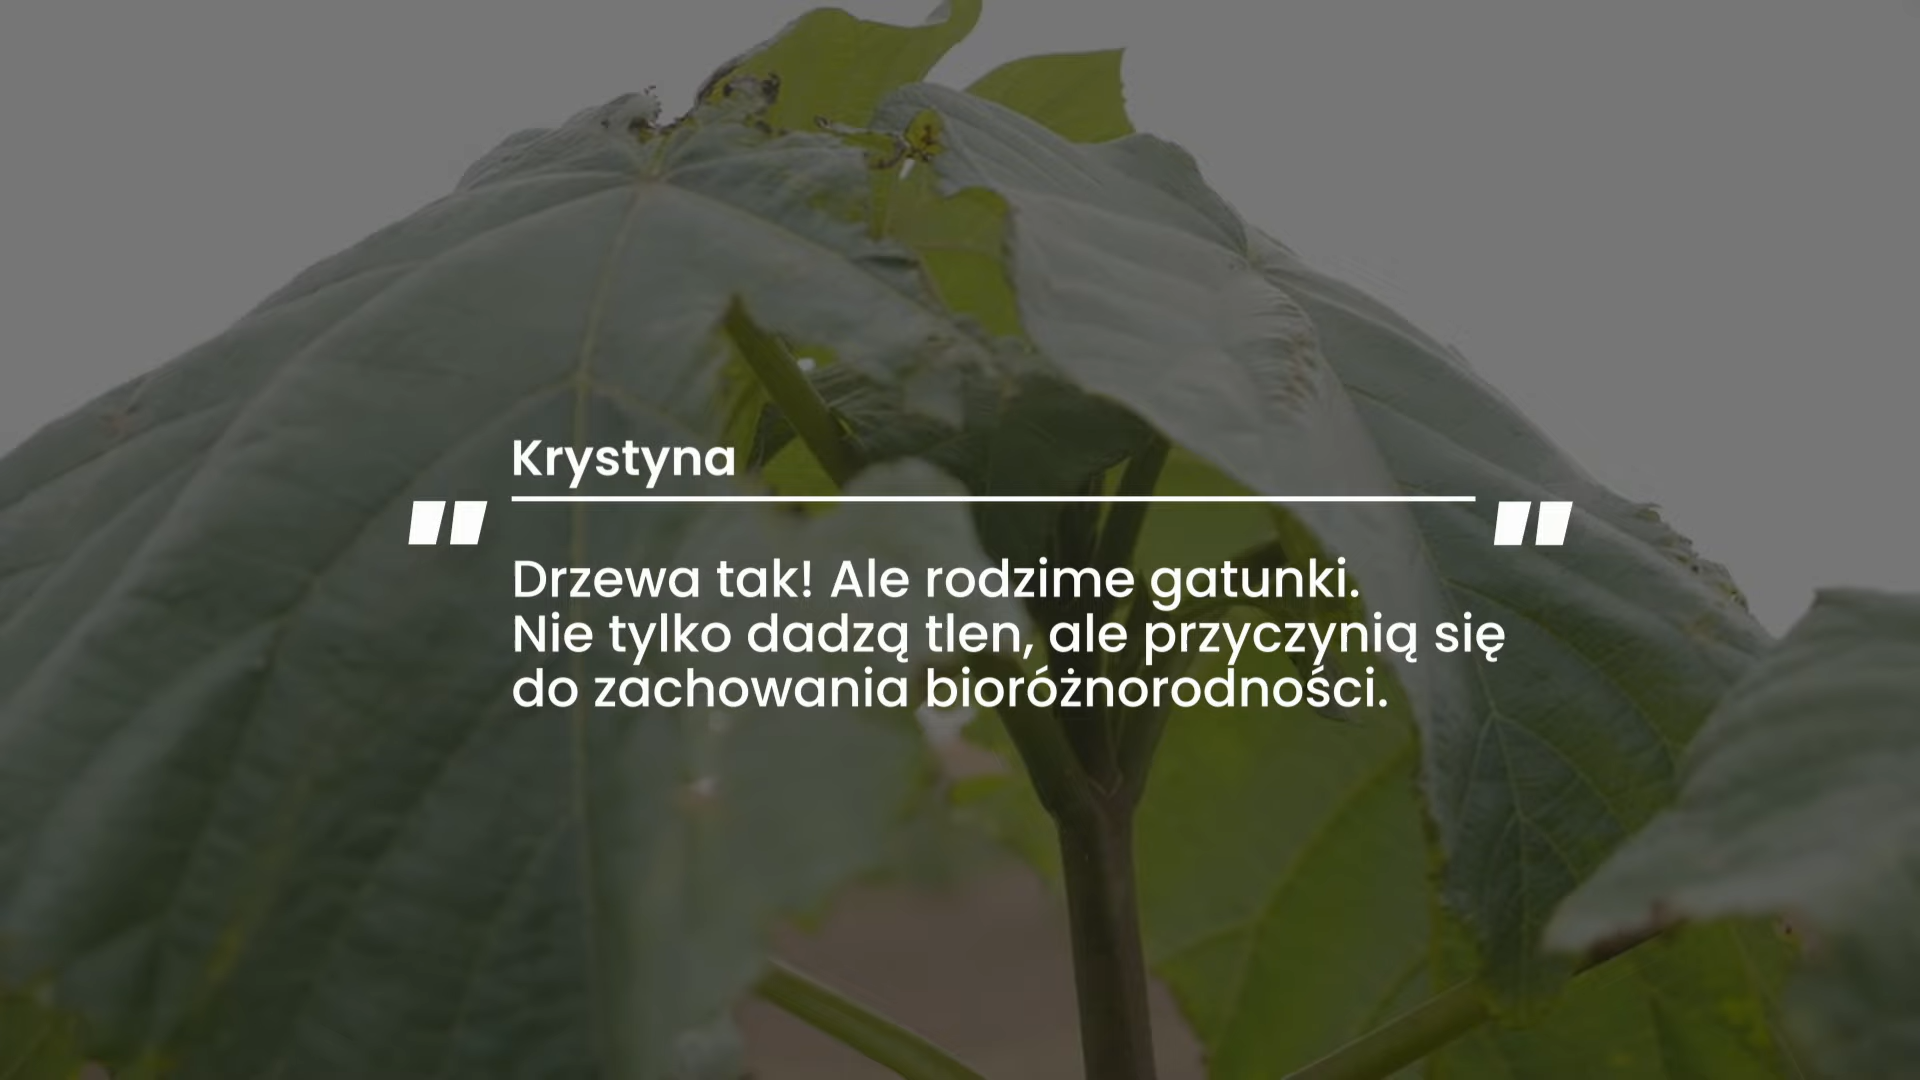 Krystyna
Drzewa tak! Ale rodzime gatunki.
Nie tylko dadzą tlen, ale przyczynią się
do zachowania bioróżnorodności.